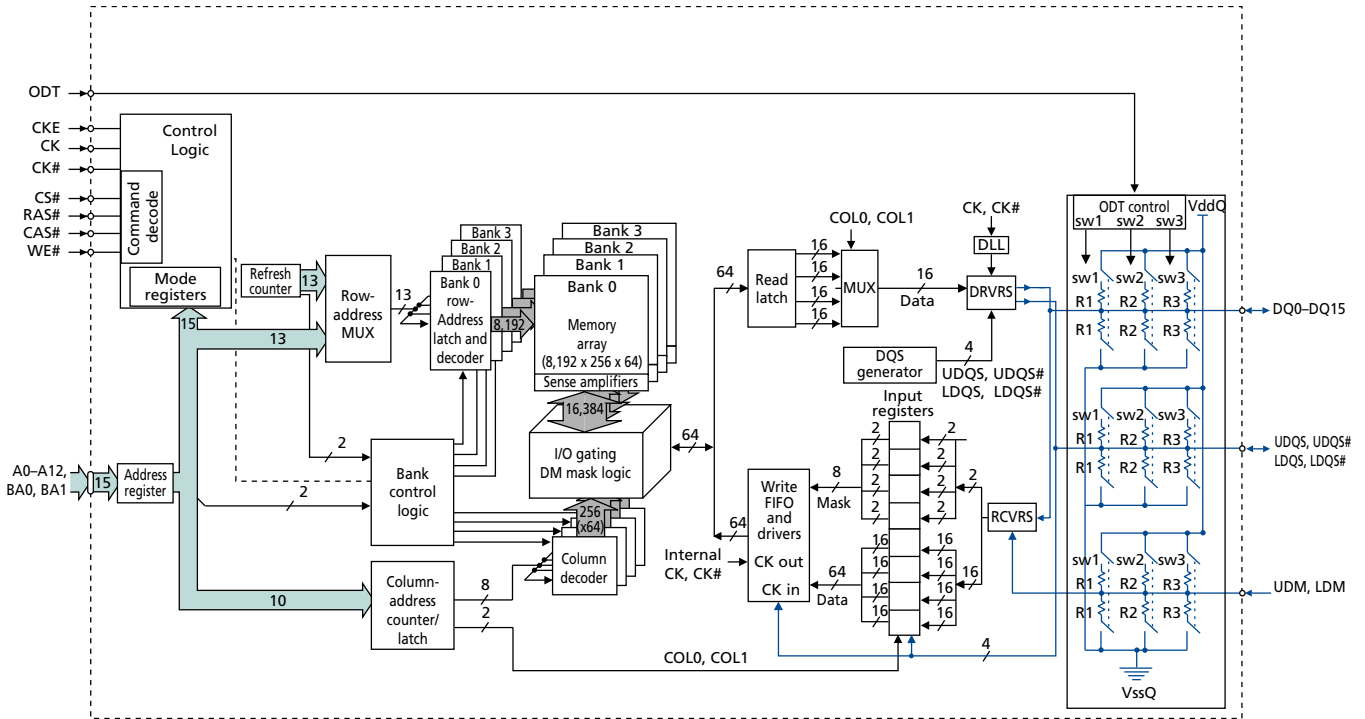 ODT
CKE
CK
CK#
CS#
RAS#
CAS#
WE#
Control
Logic
Command
decode
Mode
registers
15
Refresh
counter
13
13
Row-
address
MUX
13
Bank 3
Bank 2
Bank 1
Bank 0
row-
Address
latch and
decoder
8,192
Bank 3
Bank 2
Bank 1
Bank 0
Memory
array
(8,192 x 256 x 64)
Sense amplifiers
16,384
I/O gating
DM mask logic
2
2
Bank
control
logic
A0–A12,
BA0, BA1
15
Address
register
256
(x64)
Column
decoder
10
Column-
address
counter/
latch
8
2
COL0, COL1
64
64
64
Read
latch
16
16
16
16
COL0, COL1
MUX
16
Data
CK, CK#
DLL
DRVRS
DQS
generator
4
UDQS, UDQS#
LDQS, LDQS#
Input
registers
2
2
2
2
2
2
2
2
2
8
Mask
Write
FIFO
and
drivers
CK out
CK in
Internal
CK, CK#
64
Data
16
16
16
16
16
16
16
16
16
RCVRS
4
ODT control
sw1
sw2
sw3
VddQ
sw1
sw2
sw3
R1
R2
R3
R1
R2
R3
DQ0–DQ15
sw1
sw2
sw3
R1
R2
R3
R1
R2
R3
UDQS, UDQS#
LDQS, LDQS#
sw1
sw2
sw3
R1
R2
R3
R1
R2
R3
UDM, LDM
VssQ